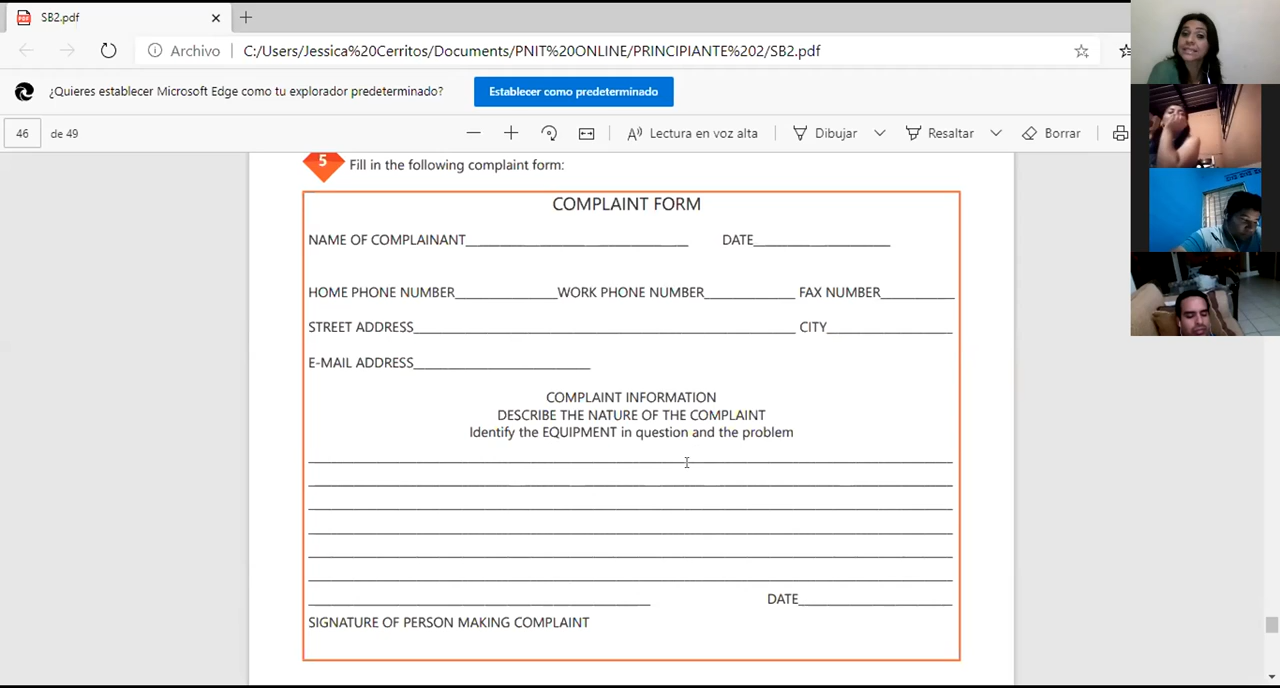 SB2.pdf
Archivo C:/Users/Jessica%20Cerritos/Documents/PNIT%20ONLINE/PRINCIPIANTE%202/SB2.pdf
¿Quieres establecer Microsoft Edge como tu explorador predeterminado? Establecer como predeterminado
46 de 49 Lectura en voz alta Dibujar Resaltar Borrar
5 Fill in the following complaint form:
COMPLAINT FORM
NAME OF COMPLAINANT DATE
HOME PHONE NUMBER WORK PHONE NUMBER FAX NUMBER
STREET ADDRESS CITY
E-MAIL ADDRESS
COMPLAINT INFORMATION
DESCRIBE THE NATURE OF THE COMPLAINT
Identify the EQUIPMENT in question and the problem
DATE
SIGNATURE OF PERSON MAKING COMPLAINT